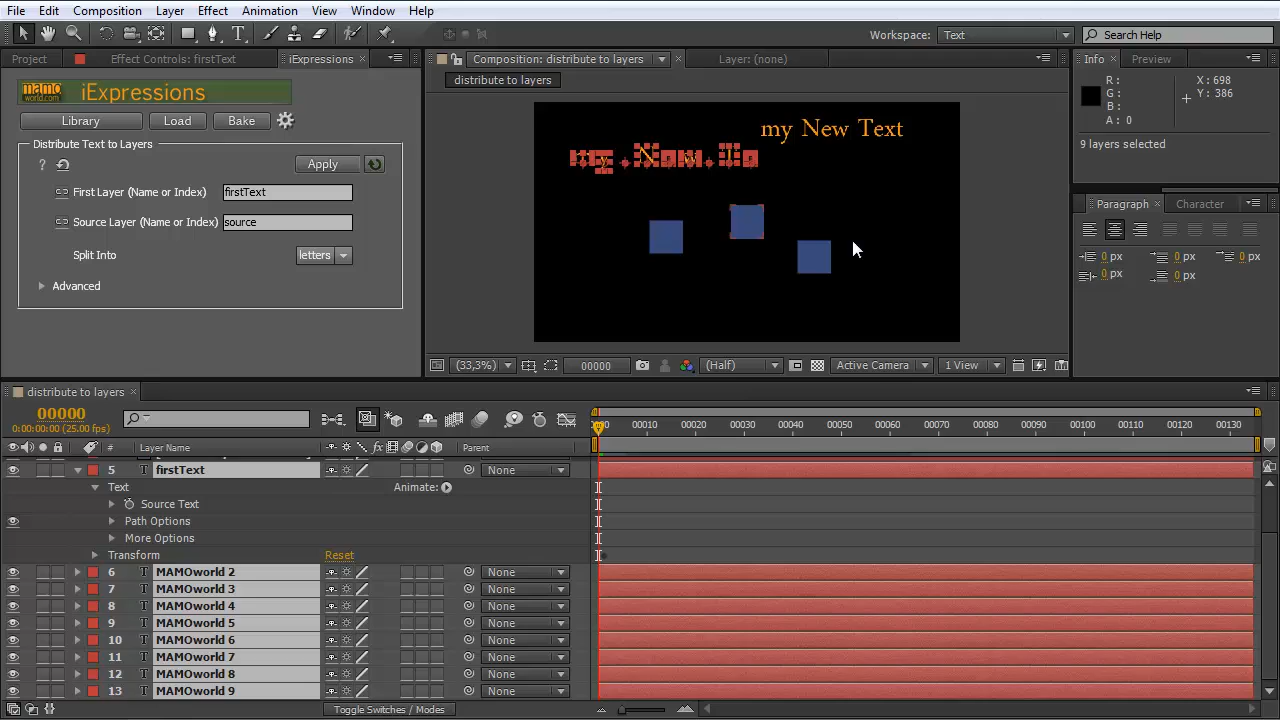 File Edit Composition Layer Effect Animation View Window Help
Workspace: Text Search Help
Project Effect Controls: firstText iExpressions
Composition: distribute to layers Layer: (none)
Info Preview
distribute to layers
mamo world.com iExpressions
Library Load Bake
Distribute Text to Layers
? Apply
First Layer (Name or Index) firstText
Source Layer (Name or Index) source
Split Into letters
Advanced
my New Text
R: X: 698
G: Y: 386
B:
A: 0
9 layers selected
Paragraph Character
0 px 0 px 0 px
0 px 0 px
(33,3%) 00000 (Half) Active Camera 1 View
distribute to layers
00000
0:00:00:00 (25.00 fps)
00010 00020 00030 00040 00050 00060 00070 00080 00090 00100 00110 00120 00130
# Layer Name fx Parent
5 T firstText None
Text Animate:
Source Text
Path Options
More Options
Transform Reset
6 T MAMOworld 2 None
7 T MAMOworld 3 None
8 T MAMOworld 4 None
9 T MAMOworld 5 None
10 T MAMOworld 6 None
11 T MAMOworld 7 None
12 T MAMOworld 8 None
13 T MAMOworld 9 None
Toggle Switches / Modes